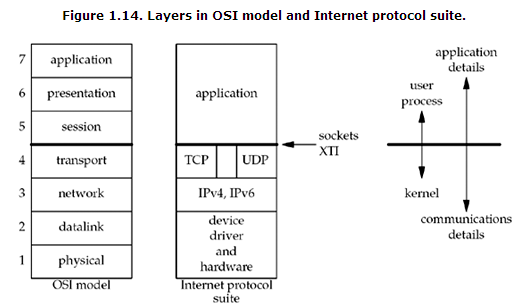 Figure 1.14. Layers in OSI model and Internet protocol suite.
7
application
6
presentation
5
session
4
transport
3
network
2
datalink
1
physical
OSI model
application
TCP
UDP
IPv4, IPv6
device
driver
and
hardware
Internet protocol
suite
sockets
XTI
application
details
user
process
kernel
communications
details